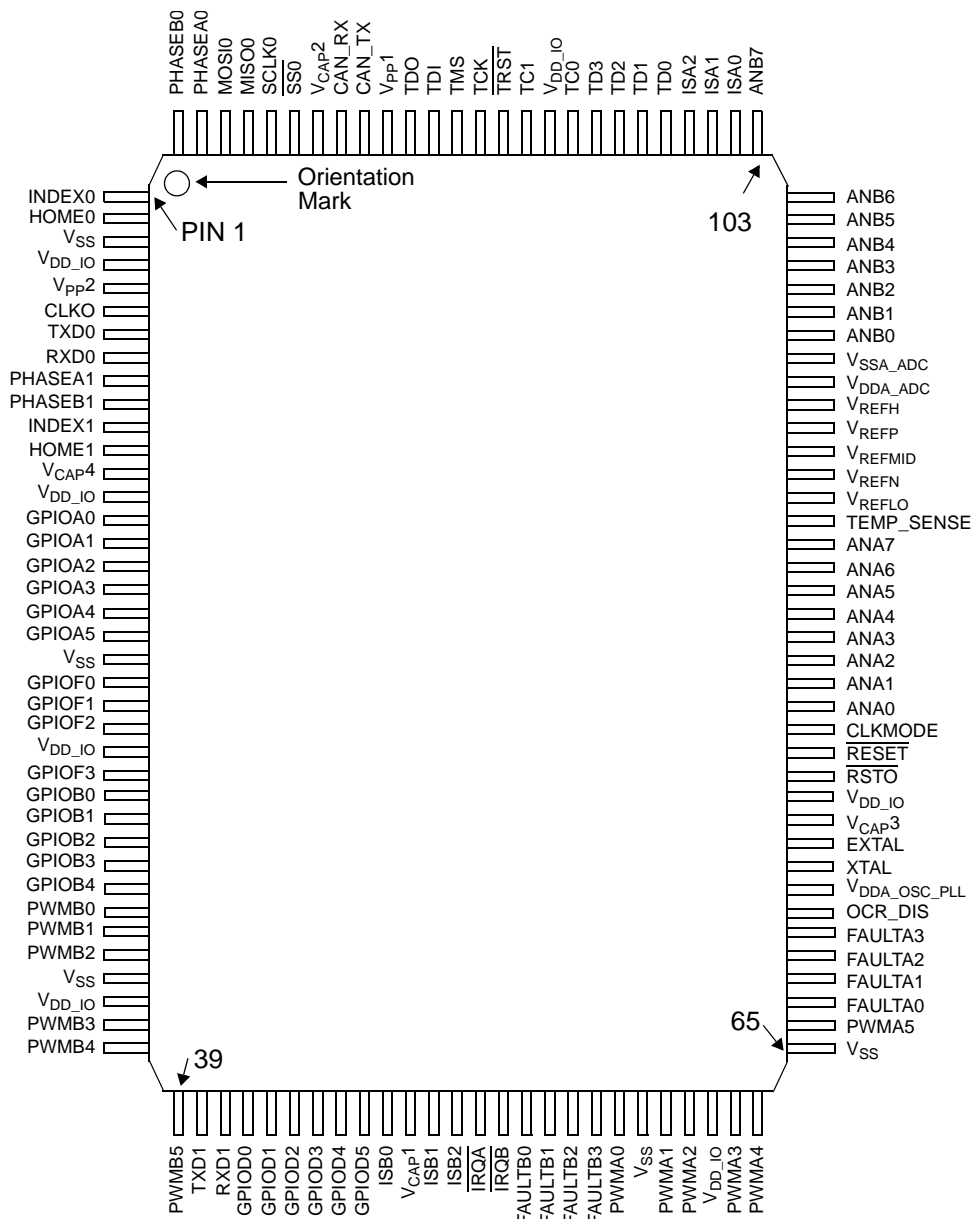 PHASEB0
PHASEA0
MOSI0
MISO0
SCLK0
SS0
VCAP2
CAN_RX
CAN_TX
VPP1
TDO
TDI
TMS
TCK
TRST
TC1
VDD_IO
TC0
TD3
TD2
TD1
TD0
ISA2
ISA1
ISA0
ANB7
Orientation
Mark
PIN 1
103
INDEX0
HOME0
VSS
VDD_IO
VPP2
CLKO
TXD0
RXD0
PHASEA1
PHASEB1
INDEX1
HOME1
VCAP4
VDD_IO
GPIOA0
GPIOA1
GPIOA2
GPIOA3
GPIOA4
GPIOA5
VSS
GPIOF0
GPIOF1
GPIOF2
VDD_IO
GPIOF3
GPIOB0
GPIOB1
GPIOB2
GPIOB3
GPIOB4
PWMB0
PWMB1
PWMB2
VSS
VDD_IO
PWMB3
PWMB4
ANB6
ANB5
ANB4
ANB3
ANB2
ANB1
ANB0
VSSA_ADC
VDDA_ADC
VREFH
VREFP
VREFMID
VREFN
VREFLO
TEMP_SENSE
ANA7
ANA6
ANA5
ANA4
ANA3
ANA2
ANA1
ANA0
CLKMODE
RESET
RSTO
VDD_IO
VCAP3
EXTAL
XTAL
VDDA_OSC_PLL
OCR_DIS
FAULTA3
FAULTA2
FAULTA1
FAULTA0
PWMA5
VSS
39
65
PWMB5
TXD1
RXD1
GPIOD0
GPIOD1
GPIOD2
GPIOD3
GPIOD4
GPIOD5
ISB0
VCAP1
ISB1
ISB2
IRQA
IRQB
FAULTB0
FAULTB1
FAULTB2
FAULTB3
PWMA0
VSS
PWMA1
PWMA2
VDD_IO
PWMA3
PWMA4